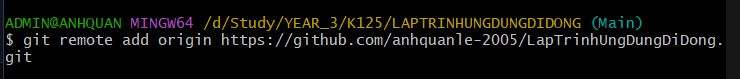 ADMIN@ANHQUAN MINGW64 /d/Study/YEAR_3/K125/LAPTRINHUNGDUNGDIDONG (Main)
$ git remote add origin https://github.com/anhquanle-2005/LapTrinhUngDungDiDong.
git